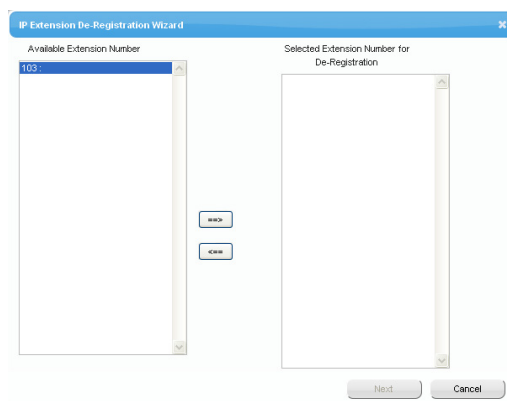 IP Extension De-Registration Wizard
Available Extension Number
Selected Extension Number for
De-Registration
103 :
==>
<==
Next
Cancel